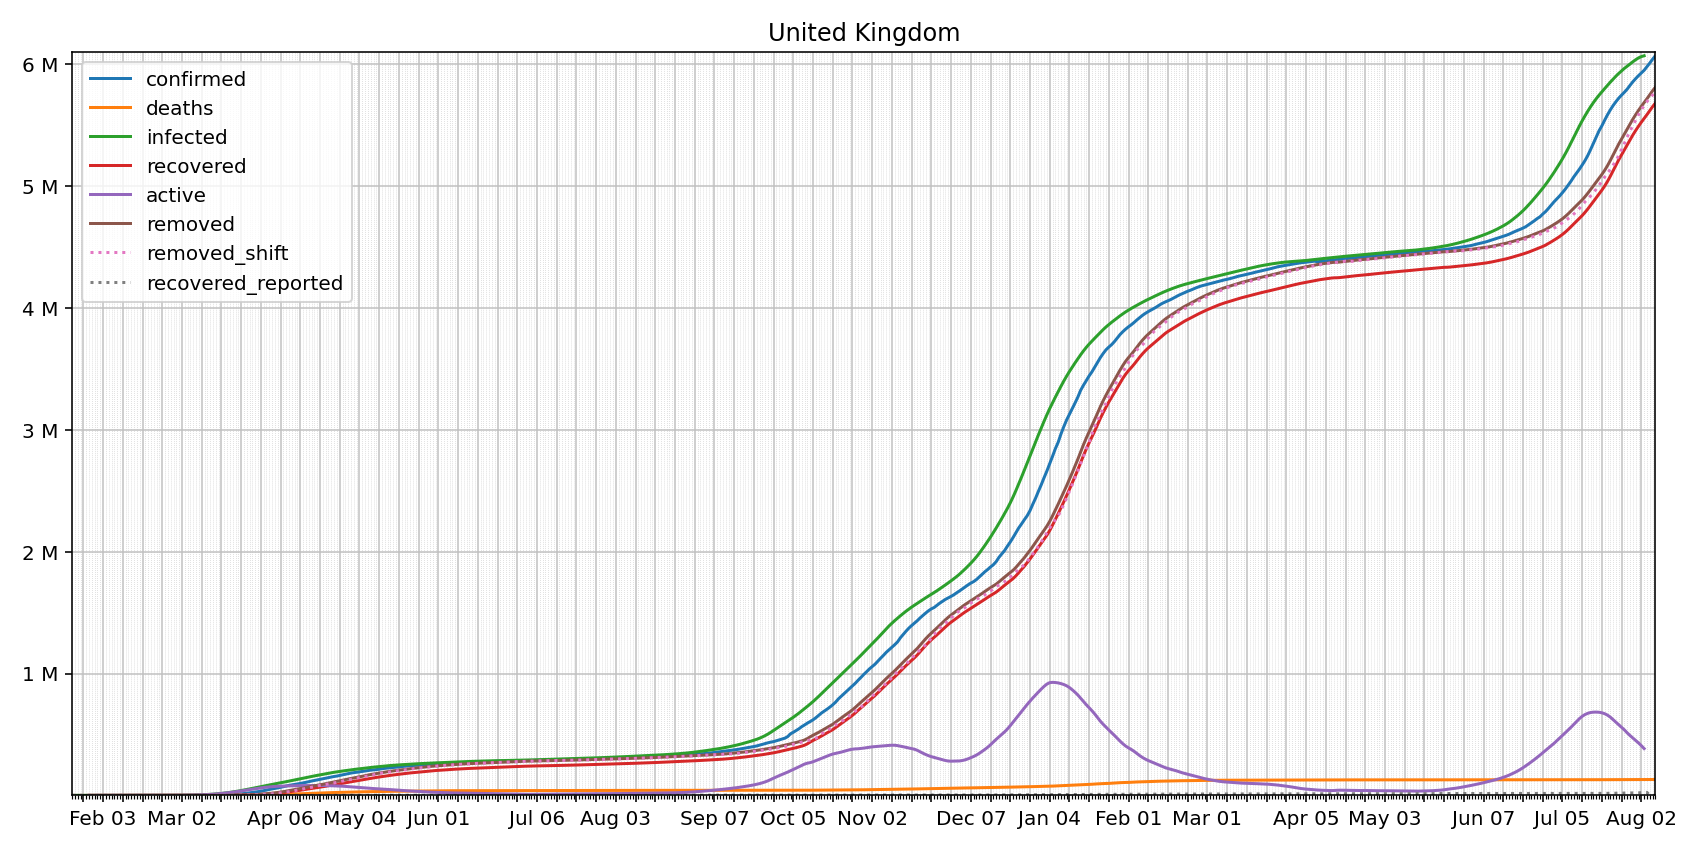 United Kingdom
6 M
5 M
4 M
3 M
2 M
1 M
confirmed
deaths
infected
recovered
active
removed
removed_shift
recovered_reported
Feb 03 Mar 02 Apr 06 May 04 Jun 01 Jul 06 Aug 03 Sep 07 Oct 05 Nov 02 Dec 07 Jan 04 Feb 01 Mar 01 Apr 05 May 03 Jun 07 Jul 05 Aug 02